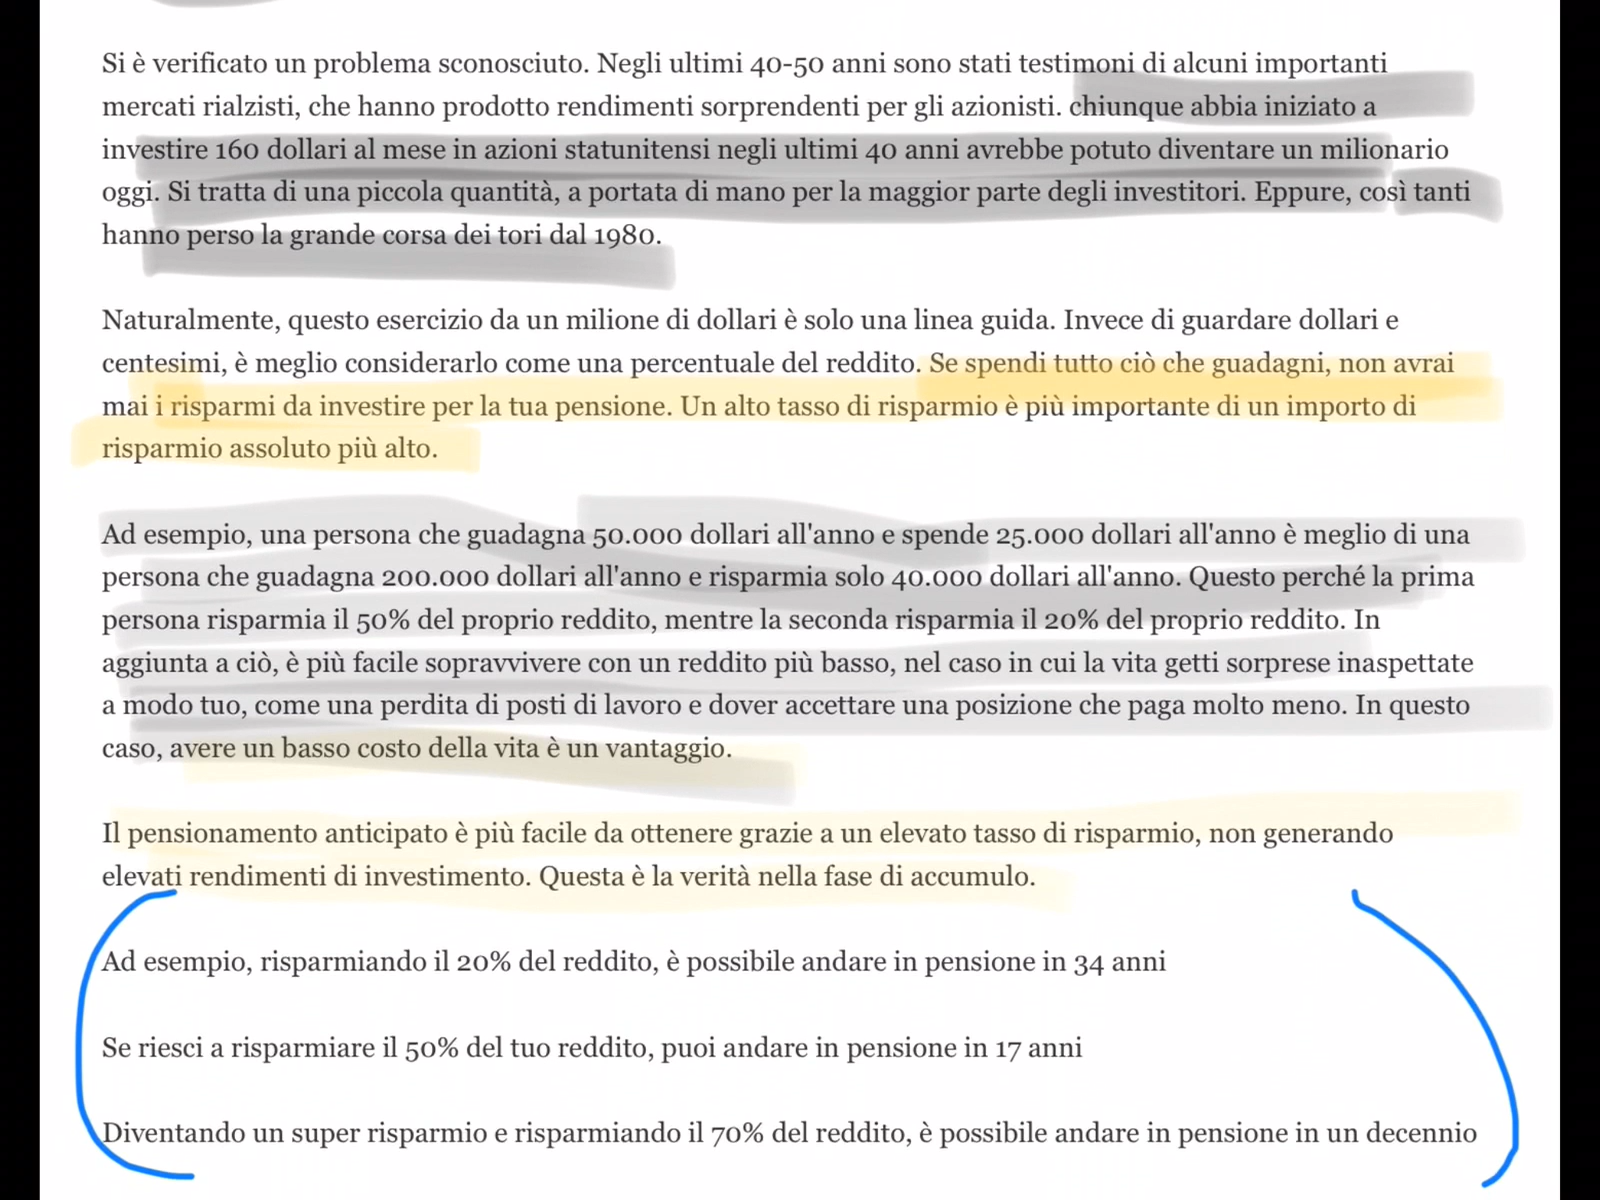 Si è verificato un problema sconosciuto. Negli ultimi 40-50 anni sono stati testimoni di alcuni importanti
mercati rialzisti, che hanno prodotto rendimenti sorprendenti per gli azionisti. chiunque abbia iniziato a
investire 160 dollari al mese in azioni statunitensi negli ultimi 40 anni avrebbe potuto diventare un milionario
oggi. Si tratta di una piccola quantità, a portata di mano per la maggior parte degli investitori. Eppure, così tanti
hanno perso la grande corsa dei tori dal 1980.
Naturalmente, questo esercizio da un milione di dollari è solo una linea guida. Invece di guardare dollari e
centesimi, è meglio considerarlo come una percentuale del reddito. Se spendi tutto ciò che guadagni, non avrai
mai i risparmi da investire per la tua pensione. Un alto tasso di risparmio è più importante di un importo di
risparmio assoluto più alto.
Ad esempio, una persona che guadagna 50.000 dollari all'anno e spende 25.000 dollari all'anno è meglio di una
persona che guadagna 200.000 dollari all'anno e risparmia solo 40.000 dollari all'anno. Questo perché la prima
persona risparmia il 50% del proprio reddito, mentre la seconda risparmia il 20% del proprio reddito. In
aggiunta a ciò, è più facile sopravvivere con un reddito più basso, nel caso in cui la vita getti sorprese inaspettate
a modo tuo, come una perdita di posti di lavoro e dover accettare una posizione che paga molto meno. In questo
caso, avere un basso costo della vita è un vantaggio.
Il pensionamento anticipato è più facile da ottenere grazie a un elevato tasso di risparmio, non generando
elevati rendimenti di investimento. Questa è la verità nella fase di accumulo.
Ad esempio, risparmiando il 20% del reddito, è possibile andare in pensione in 34 anni
Se riesci a risparmiare il 50% del tuo reddito, puoi andare in pensione in 17 anni
Diventando un super risparmio e risparmiando il 70% del reddito, è possibile andare in pensione in un decennio